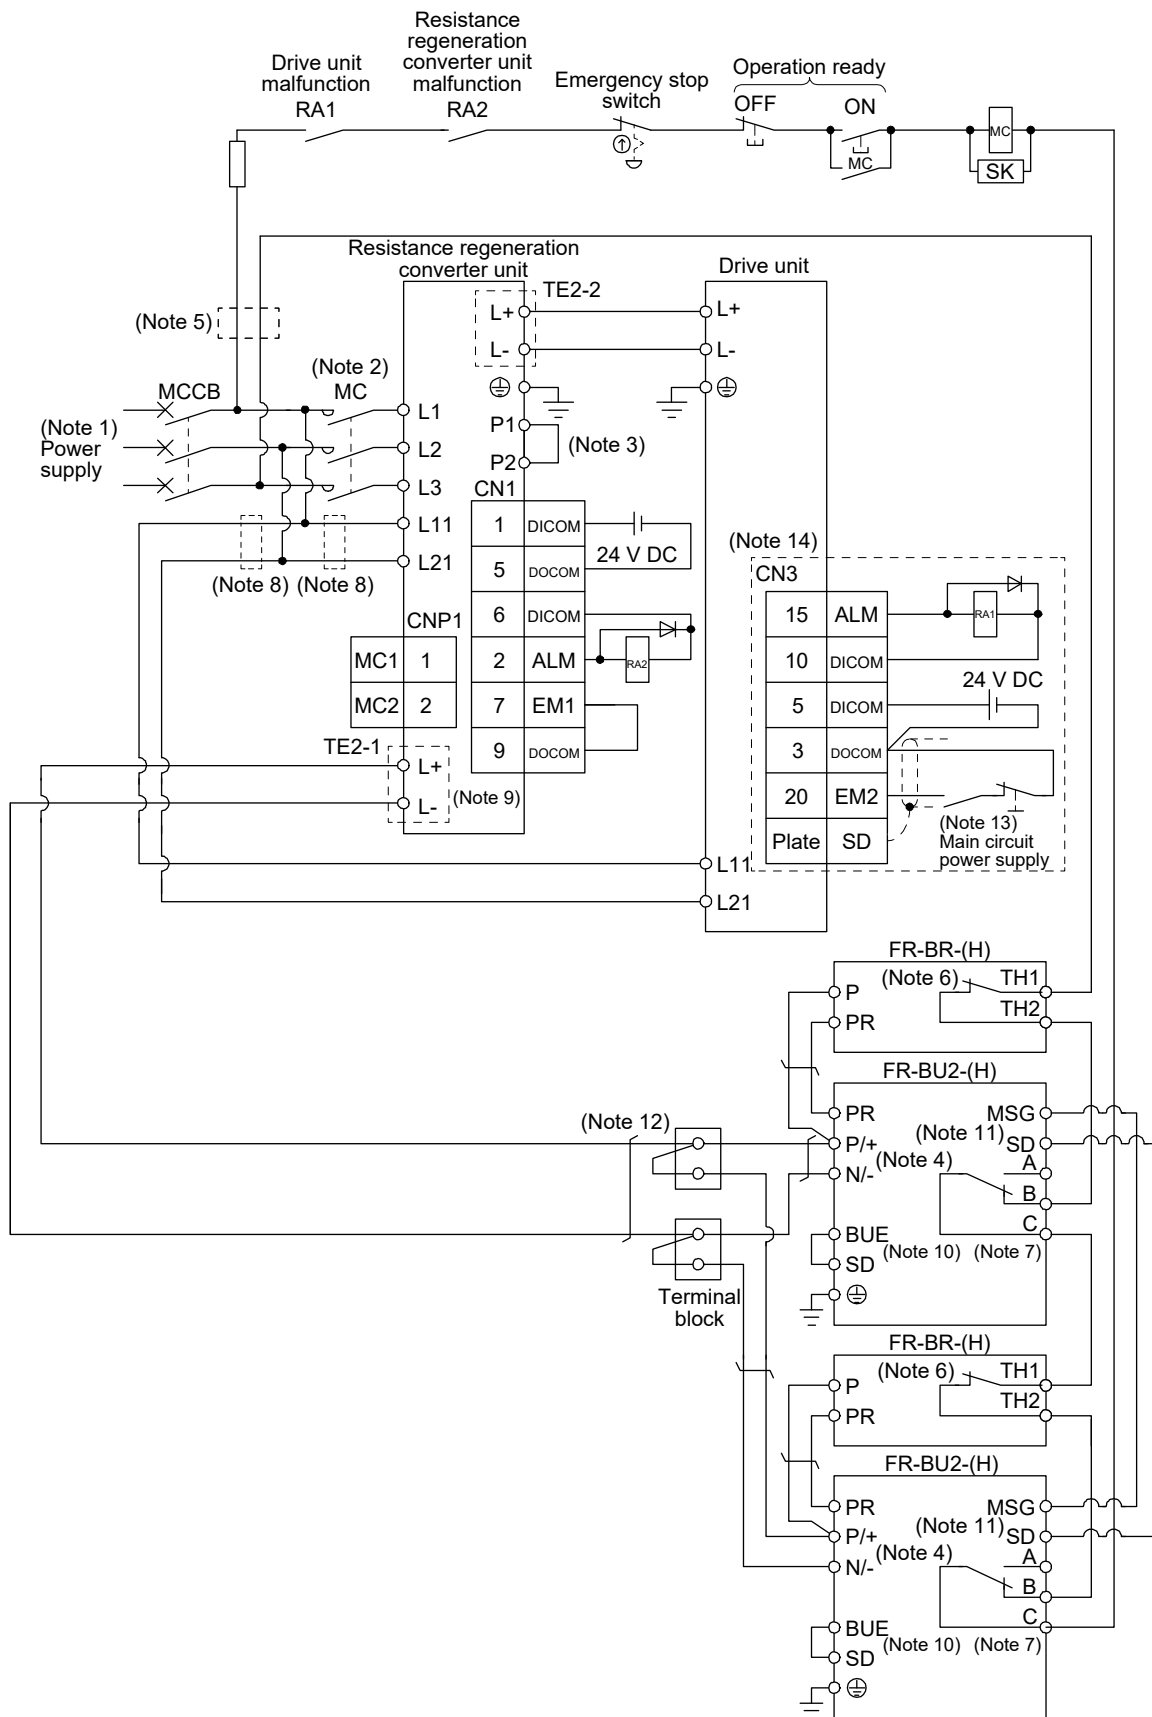 Resistance
regeneration
converter unit
malfunction
RA2
Drive unit
malfunction
RA1
Emergency stop
switch
Operation ready
OFF
ON
MC
MC
SK
Resistance regeneration
converter unit
Drive unit
TE2-2
L+
L-
L+
L-
(Note 5)
(Note 2)
MC
MCCB
(Note 1)
Power
supply
L1
L2
L3
L11
L21
P1
P2
(Note 3)
(Note 8)
(Note 8)
CN1
1 DICOM
5 DOCOM
6 DICOM
2 ALM
7 EM1
9 DOCOM
24 V DC
RA2
CNP1
MC1 1
MC2 2
TE2-1
L+
L-
(Note 9)
(Note 14)
CN3
15 ALM
10 DICOM
5 DICOM
3 DOCOM
20 EM2
Plate SD
RA1
24 V DC
(Note 13)
Main circuit
power supply
L11
L21
FR-BR-(H)
P
PR
(Note 6)
TH1
TH2
FR-BU2-(H)
PR
P/+
N/-
BUE
SD
MSG
(Note 11)
SD
(Note 4)
A
B
C
(Note 10)
(Note 7)
(Note 12)
Terminal
block
FR-BR-(H)
P
PR
(Note 6)
TH1
TH2
FR-BU2-(H)
PR
P/+
N/-
BUE
SD
MSG
(Note 11)
SD
(Note 4)
A
B
C
(Note 10)
(Note 7)